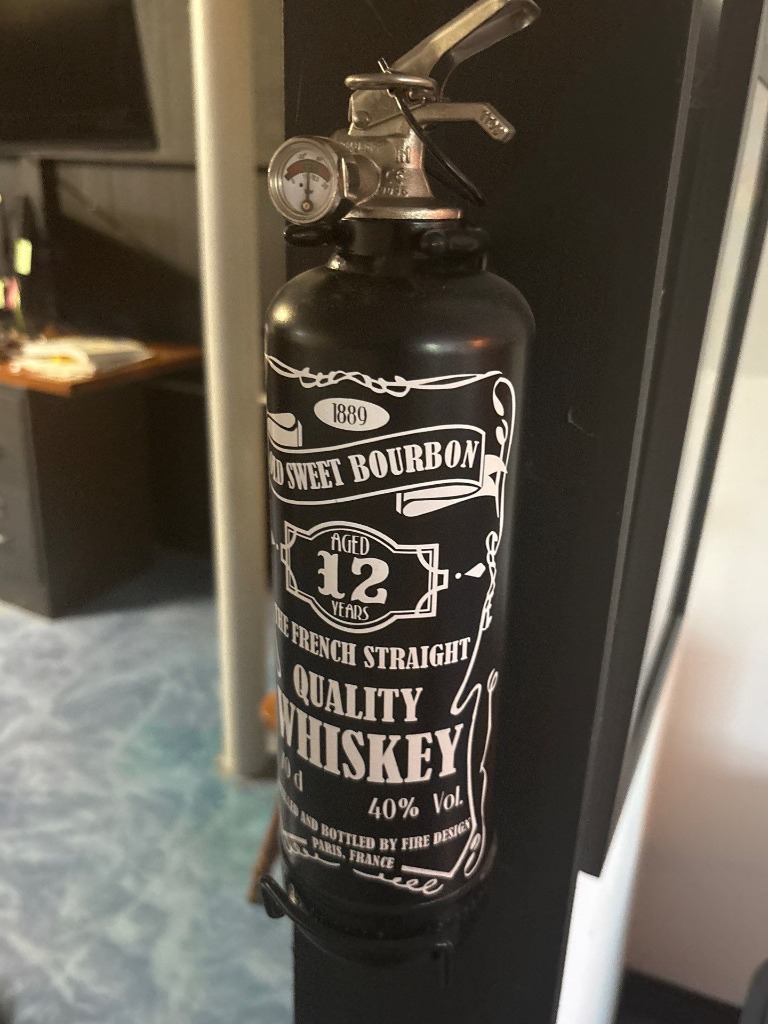 1889
SWEET BOURBON
AGED
12
YEARS
FRENCH STRAIGHT
QUALITY
WHISKEY
40% Vol.
AND BOTTLED BY FIRE DESIGN
PARIS, FRANCE